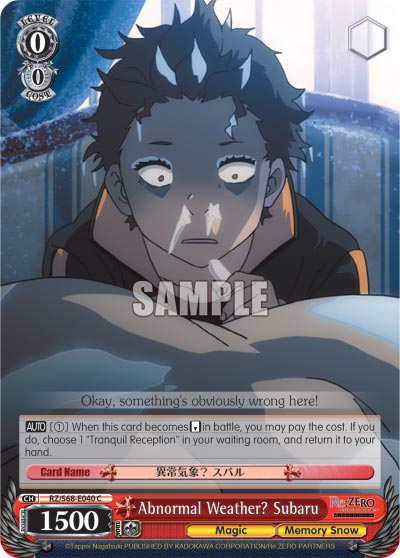 LEVEL
0
0
COST
SAMPLE
Okay, something's obviously wrong here!
AUTO [①] When this card becomes in battle, you may pay the cost. If you
do, choose 1 "Tranquil Reception" in your waiting room, and return it to
your hand.
Card Name 異常気象？ スバル
CH RZ/S68-E040 C
Abnormal Weather? Subaru
Re:ZERO
POWER 1500
Magic Memory Snow
©Tappei Nagatsuki,PUBLISHED BY KADOKAWA CORPORATION/Re:ZERO PARTNERS